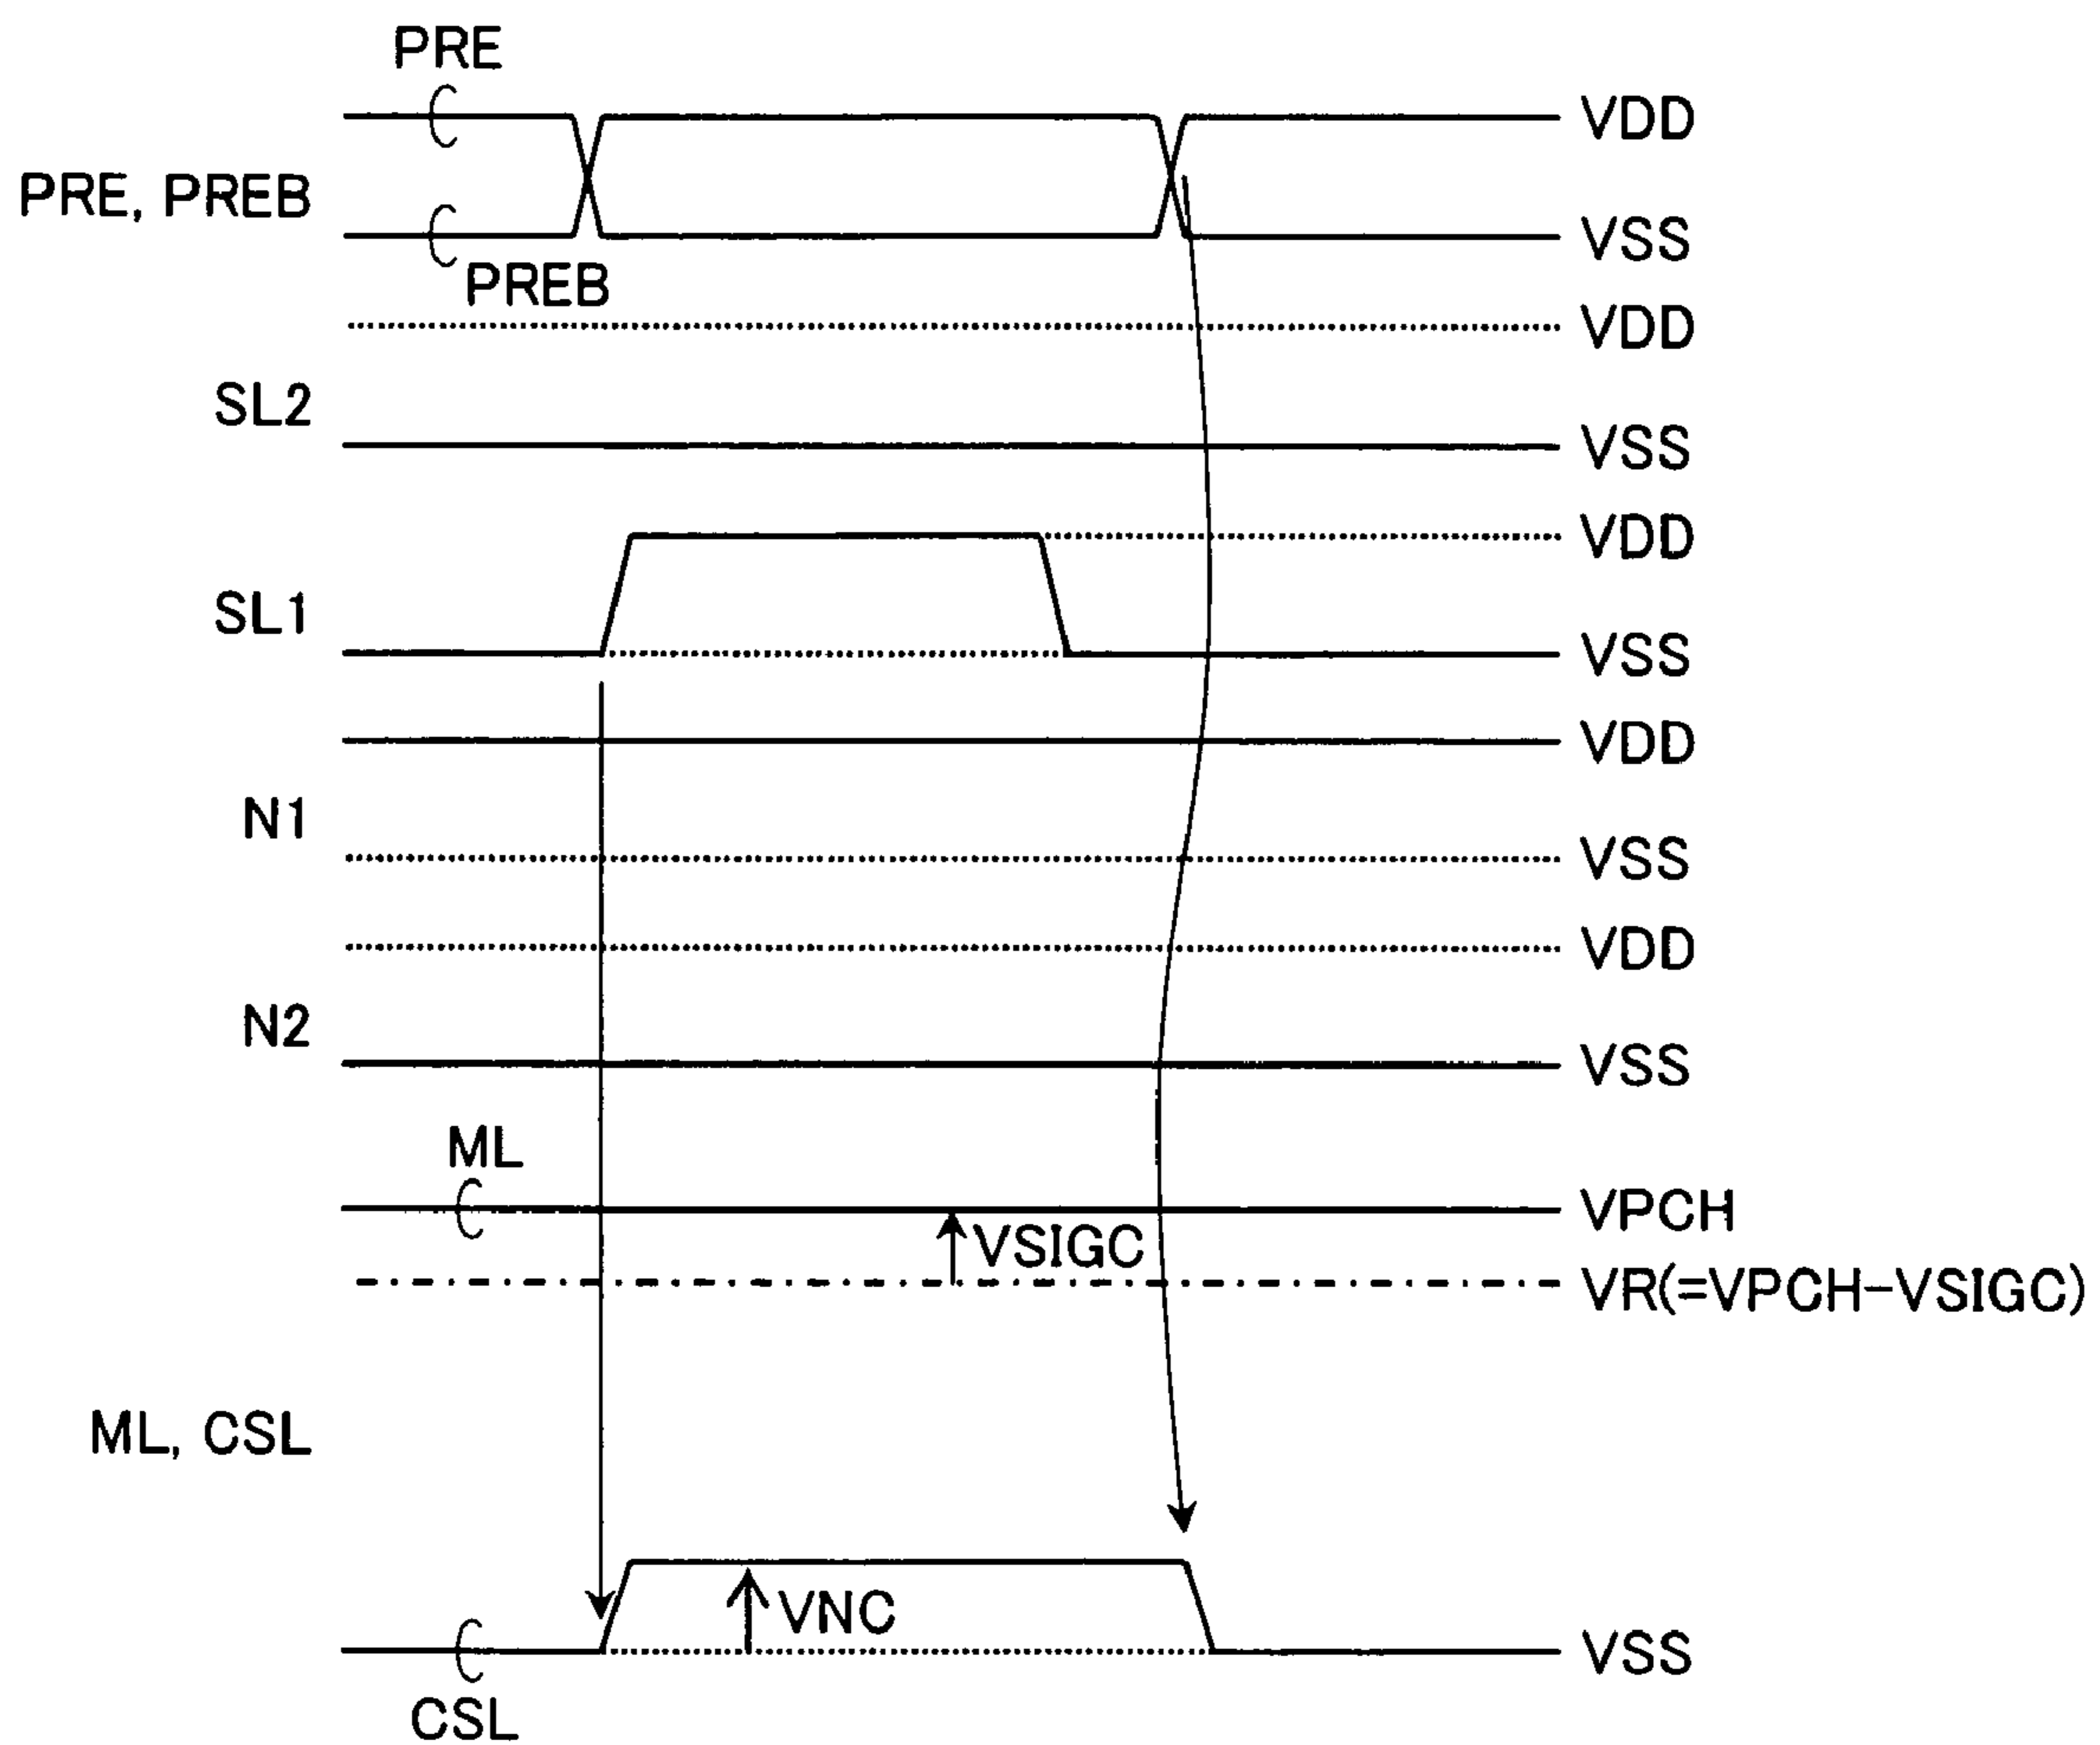 PRE
VDD
PRE, PREB
VSS
PREB
VDD
SL2
VSS
VDD
SL1
VSS
VDD
N1
VSS
VDD
N2
VSS
ML
VPCH
VSIGC
VR(=VPCH-VSIGC)
ML, CSL
VNC
VSS
CSL